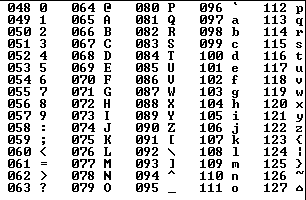 048 0 064 @ 080 P 096 ` 112 p
049 1 065 A 081 Q 097 a 113 q
050 2 066 B 082 R 098 b 114 r
051 3 067 C 083 S 099 c 115 s
052 4 068 D 084 T 100 d 116 t
053 5 069 E 085 U 101 e 117 u
054 6 070 F 086 V 102 f 118 v
055 7 071 G 087 W 103 g 119 w
056 8 072 H 088 X 104 h 120 x
057 9 073 I 089 Y 105 i 121 y
058 : 074 J 090 Z 106 j 122 z
059 ; 075 K 091 [ 107 k 123 {
060 < 076 L 092 \ 108 l 124 ¦
061 = 077 M 093 ] 109 m 125 }
062 > 078 N 094 ^ 110 n 126 ~
063 ? 079 O 095 _ 111 o 127 ⌂